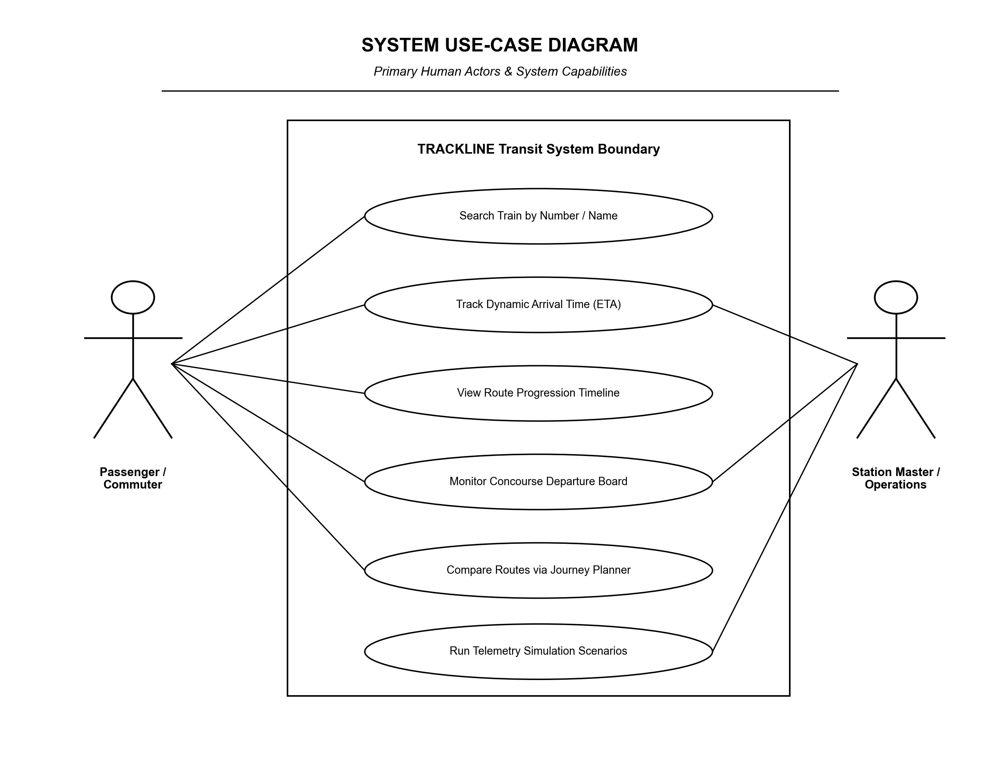 SYSTEM USE-CASE DIAGRAM
Primary Human Actors & System Capabilities
TRACKLINE Transit System Boundary
Search Train by Number / Name
Track Dynamic Arrival Time (ETA)
View Route Progression Timeline
Passenger /
Commuter
Monitor Concourse Departure Board
Station Master /
Operations
Compare Routes via Journey Planner
Run Telemetry Simulation Scenarios